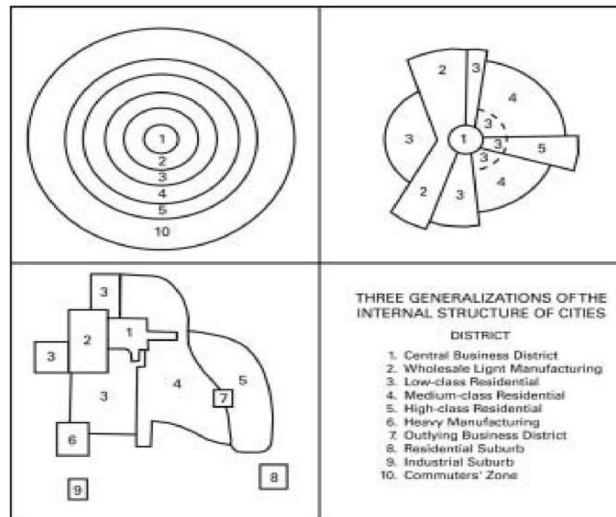 1
2
3
4
5
10
2
3
4
3
3
1
3
5
3
2
3
4
3
1
2
3
3
4
5
7
6
9
8
THREE GENERALIZATIONS OF THE
INTERNAL STRUCTURE OF CITIES
DISTRICT
1. Central Business District
2. Wholesale Lignt Manufacturing
3. Low-class Residential
4. Medium-class Residential
5. High-class Residential
6. Heavy Manufacturing
7. Outlying Business District
8. Residential Suburb
9. Industrial Suburb
10. Commuters' Zone